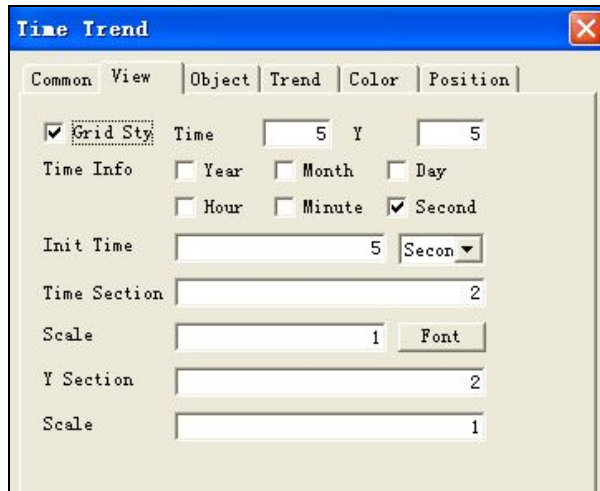 Time Trend
Common View Object Trend Color Position
Grid Sty Time 5 Y 5
Time Info Year Month Day
Hour Minute Second
Init Time 5 Secon
Time Section 2
Scale 1 Font
Y Section 2
Scale 1